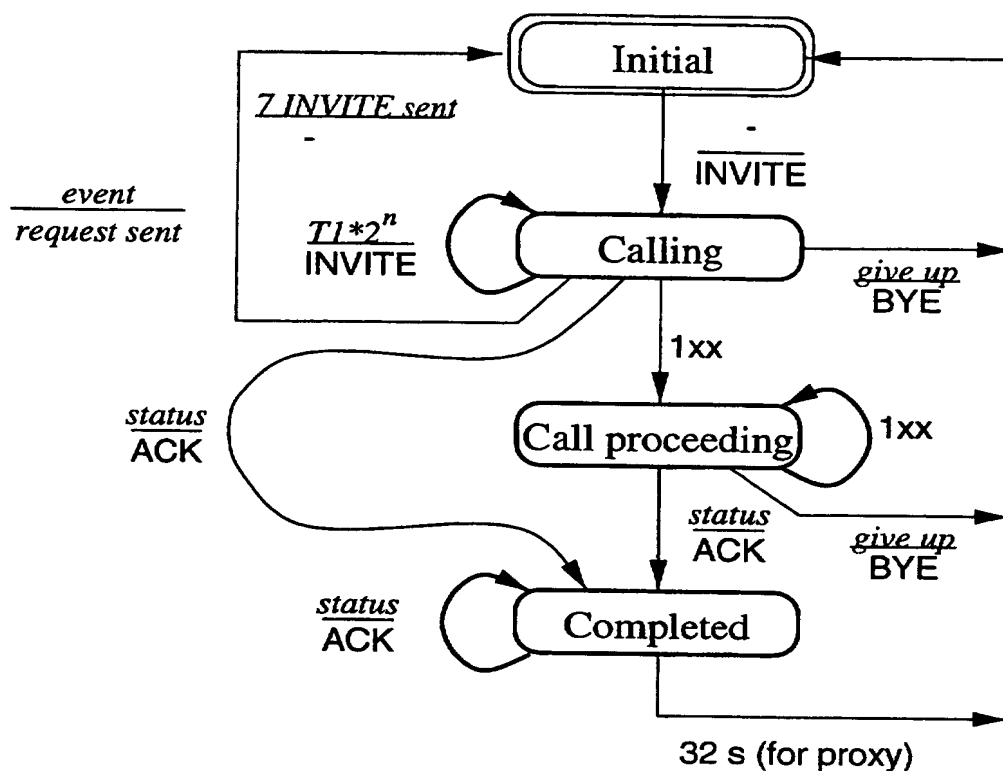 Initial
7 INVITE sent
-
-
INVITE
event
request sent
T1*2^n
INVITE
Calling
give up
BYE
1xx
status
ACK
Call proceeding
1xx
status
ACK
give up
BYE
status
ACK
Completed
32 s (for proxy)